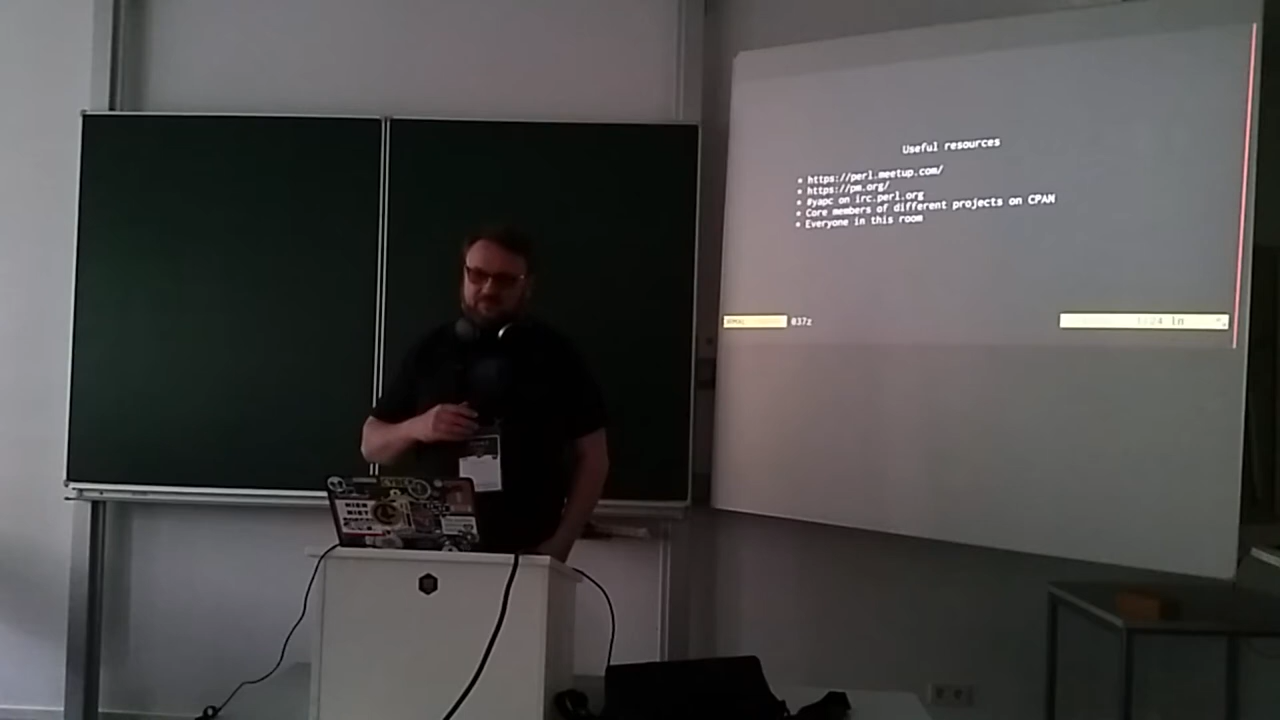 Useful resources
• https://perl.meetup.com/
• https://pm.org/
• #yapc on irc.perl.org
• Core members of different projects on CPAN
• Everyone in this room
037z